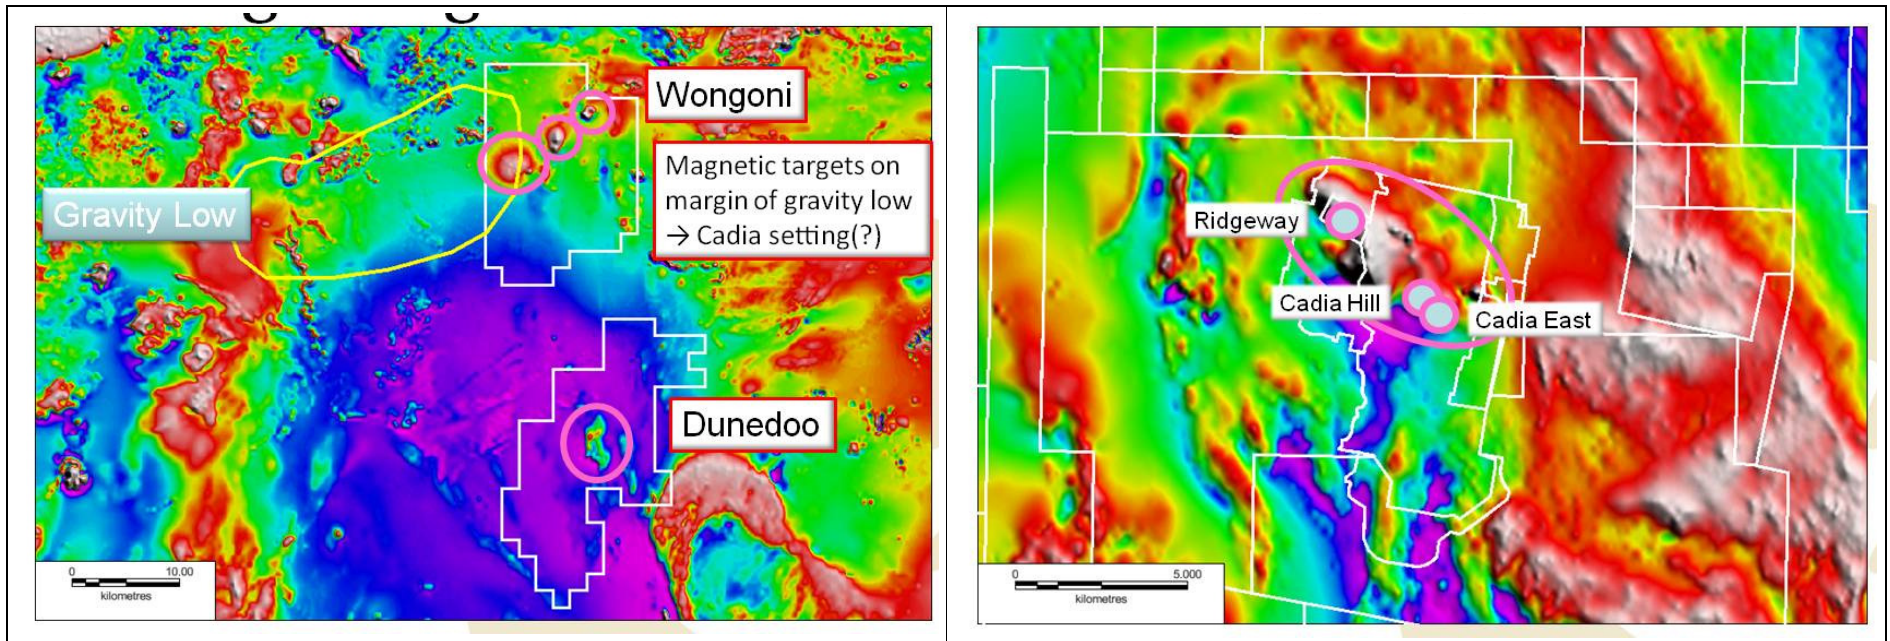 Wongoni
Magnetic targets on
margin of gravity low
→ Cadia setting(?)
Gravity Low
Dunedoo
0 10.00
kilometres
Ridgeway
Cadia Hill
Cadia East
0 5.000
kilometres